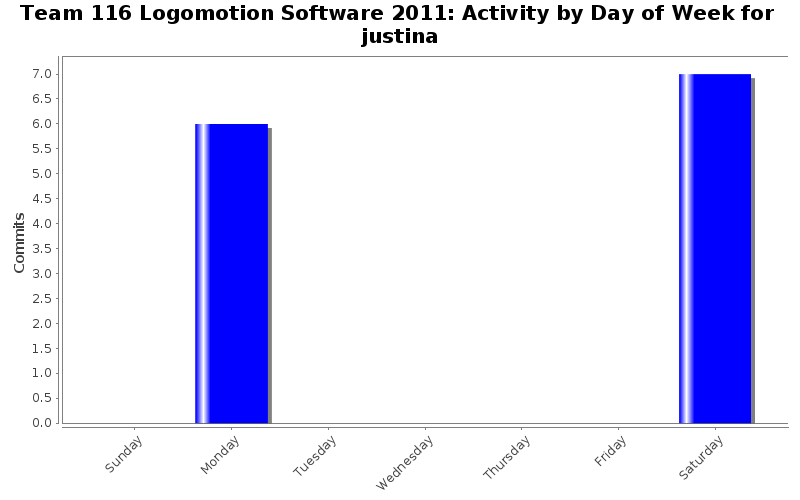 Team 116 Logomotion Software 2011: Activity by Day of Week for
justina
7.0
6.5
6.0
5.5
5.0
4.5
4.0
3.5
3.0
2.5
2.0
1.5
1.0
0.5
0.0
Commits
Sunday
Monday
Tuesday
Wednesday
Thursday
Friday
Saturday